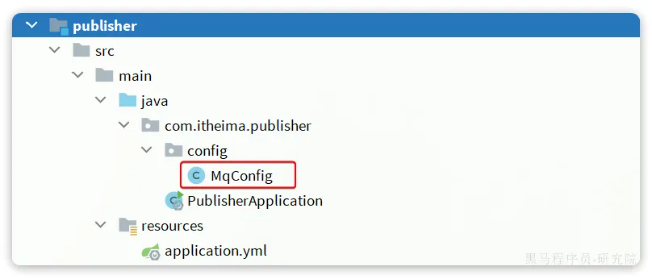 publisher
src
main
java
com.itheima.publisher
config
MqConfig
PublisherApplication
resources
application.yml
黑马程序员-研究院